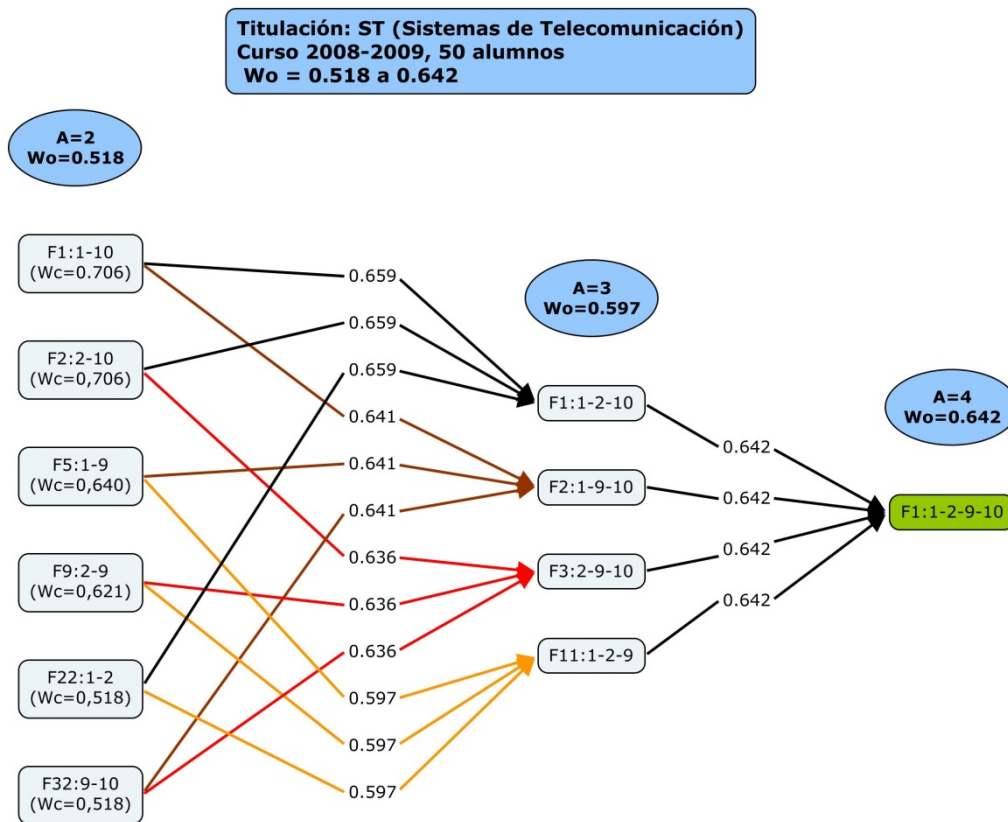 Titulación: ST (Sistemas de Telecomunicación)
Curso 2008-2009, 50 alumnos
Wo = 0.518 a 0.642
A=2
Wo=0.518
F1:1-10
(Wc=0.706)
F2:2-10
(Wc=0,706)
F5:1-9
(Wc=0,640)
F9:2-9
(Wc=0,621)
F22:1-2
(Wc=0,518)
F32:9-10
(Wc=0,518)
0.659
0.659
0.659
0.641
0.641
0.641
0.636
0.636
0.636
0.597
0.597
0.597
A=3
Wo=0.597
F1:1-2-10
F2:1-9-10
F3:2-9-10
F11:1-2-9
0.642
0.642
0.642
0.642
A=4
Wo=0.642
F1:1-2-9-10